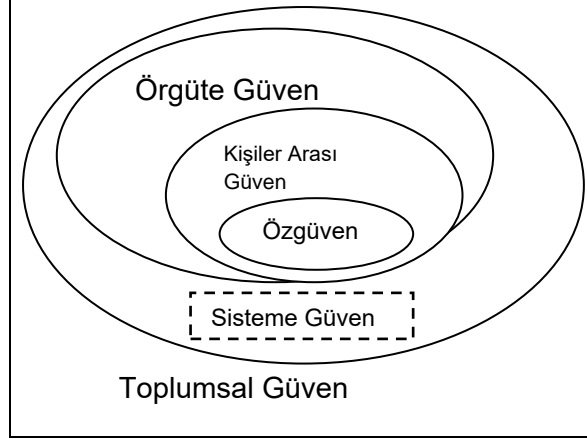 Örgüte Güven
Kişiler Arası
Güven
Özgüven
Sisteme Güven
Toplumsal Güven